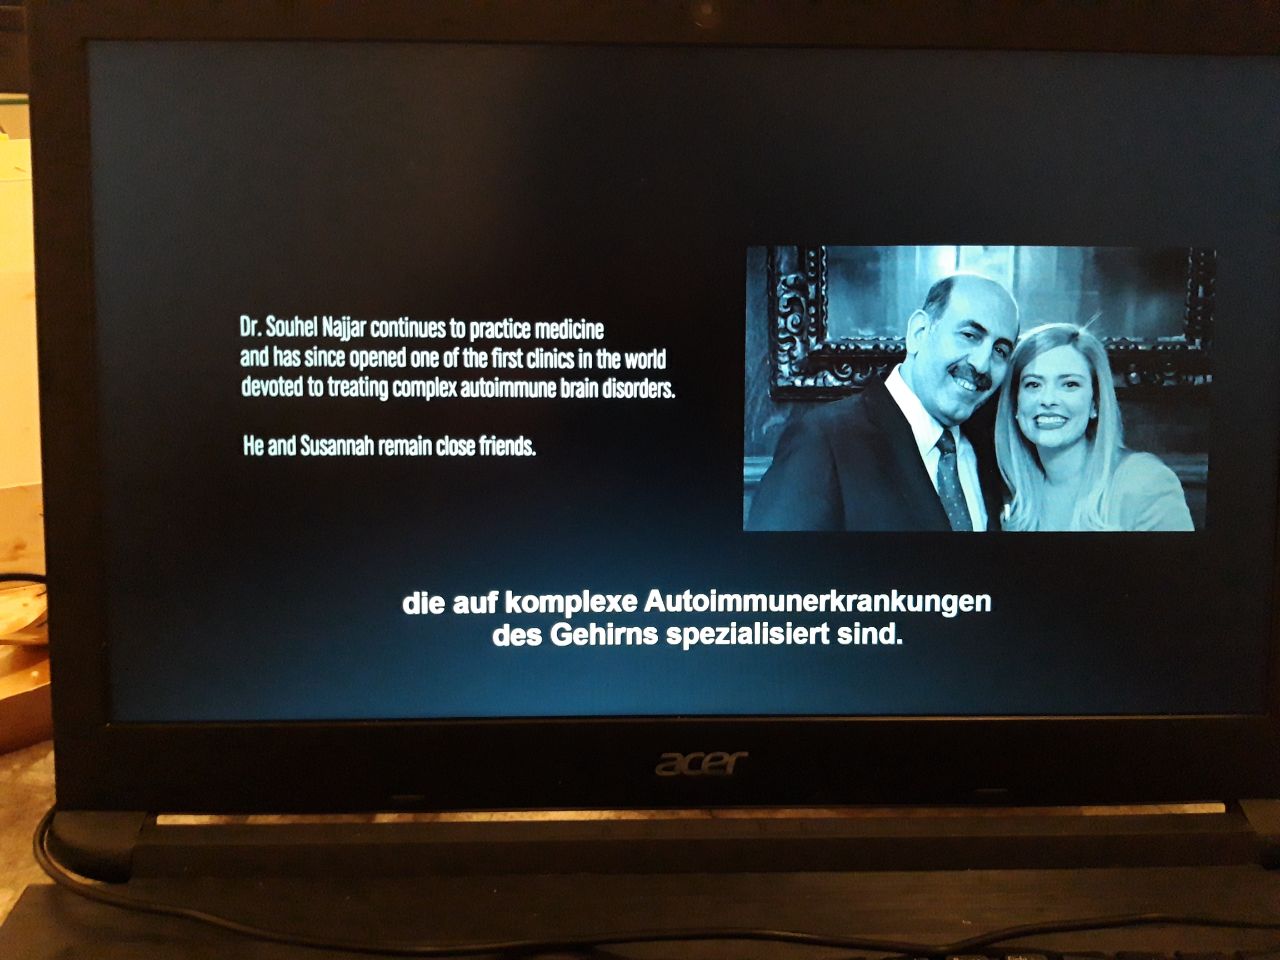 Dr. Souhel Najjar continues to practice medicine
and has since opened one of the first clinics in the world
devoted to treating complex autoimmune brain disorders.
He and Susannah remain close friends.
die auf komplexe Autoimmunerkrankungen
des Gehirns spezialisiert sind.
acer